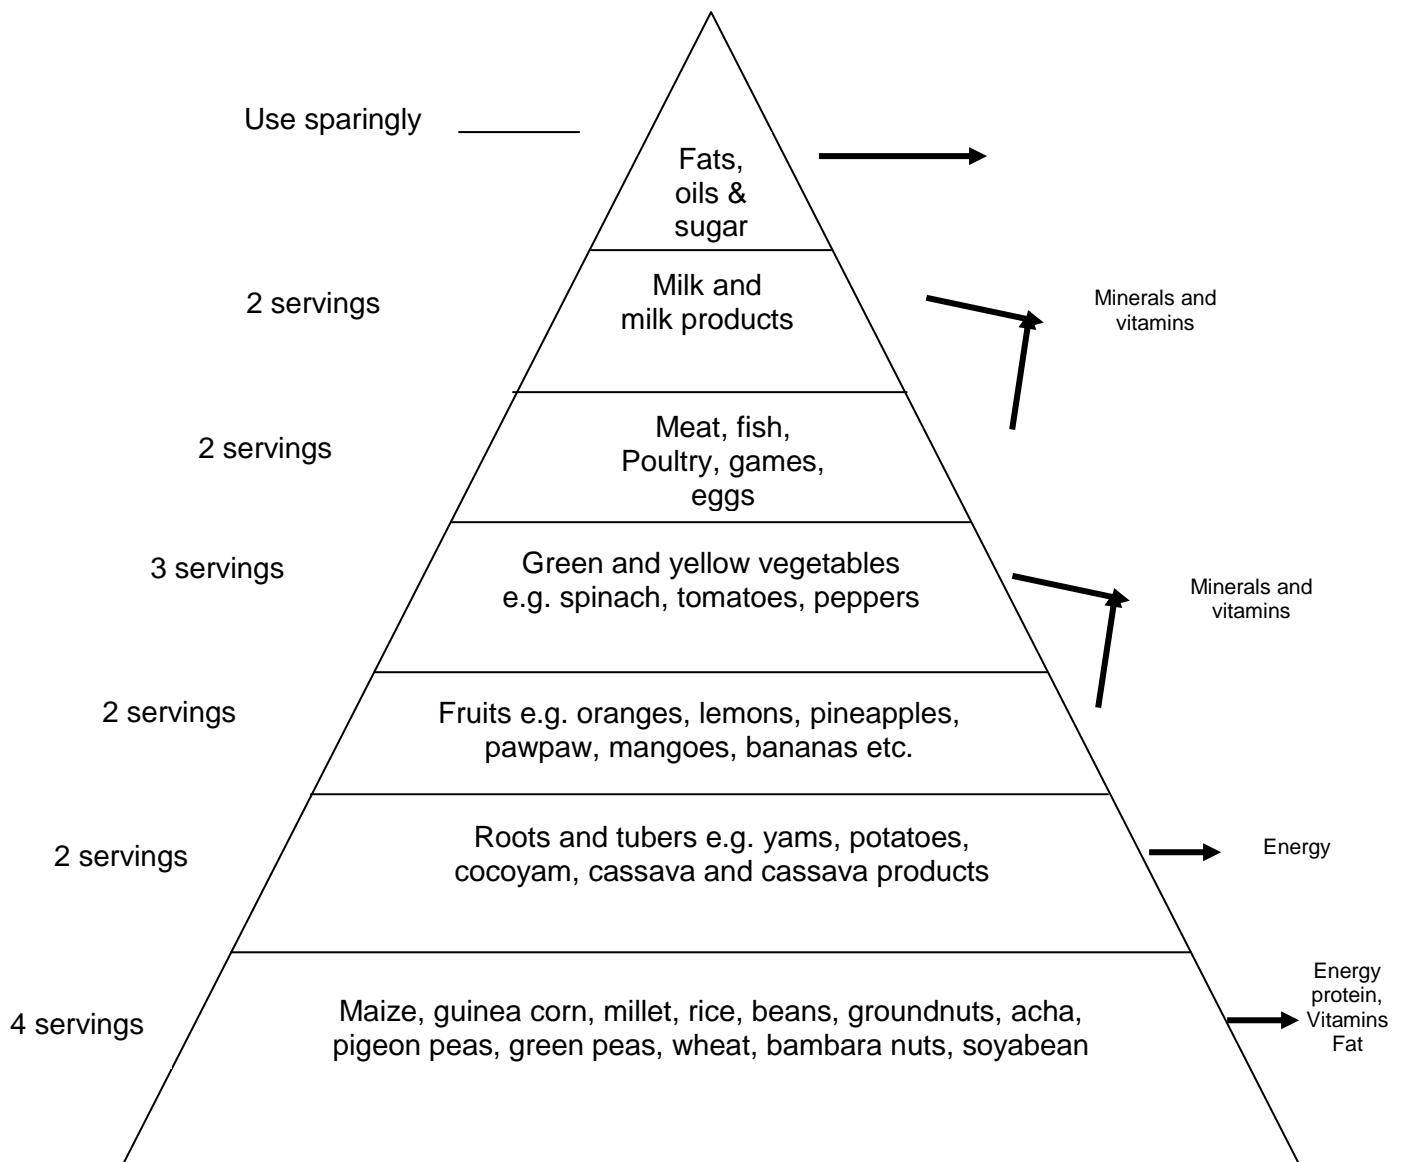 Use sparingly
Fats,
oils &
sugar
2 servings
Milk and
milk products
Minerals and
vitamins
2 servings
Meat, fish,
Poultry, games,
eggs
3 servings
Green and yellow vegetables
e.g. spinach, tomatoes, peppers
Minerals and
vitamins
2 servings
Fruits e.g. oranges, lemons, pineapples,
pawpaw, mangoes, bananas etc.
2 servings
Roots and tubers e.g. yams, potatoes,
cocoyam, cassava and cassava products
Energy
4 servings
Maize, guinea corn, millet, rice, beans, groundnuts, acha,
pigeon peas, green peas, wheat, bambara nuts, soyabean
Energy
protein,
Vitamins
Fat